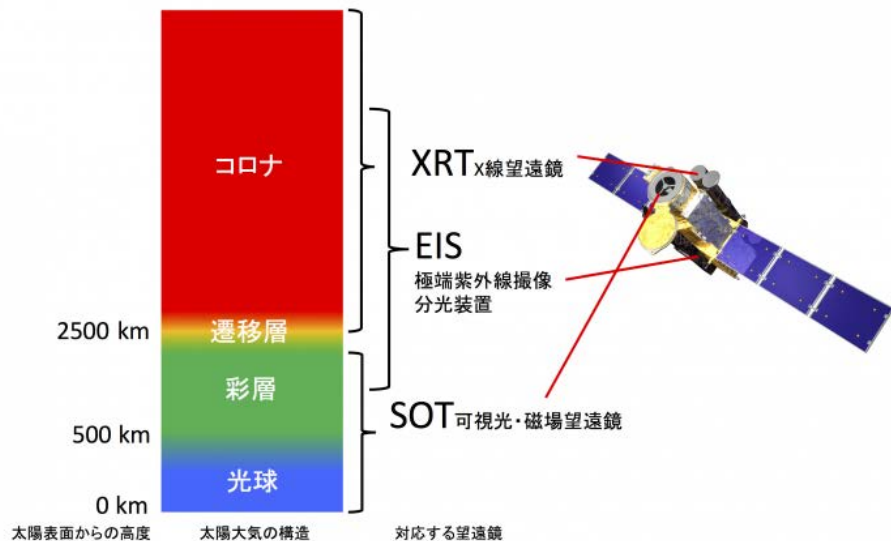 コロナ
XRT X線望遠鏡
EIS
極端紫外線撮像
分光装置
2500 km
遷移層
彩層
SOT 可視光・磁場望遠鏡
500 km
光球
0 km
太陽表面からの高度
太陽大気の構造
対応する望遠鏡